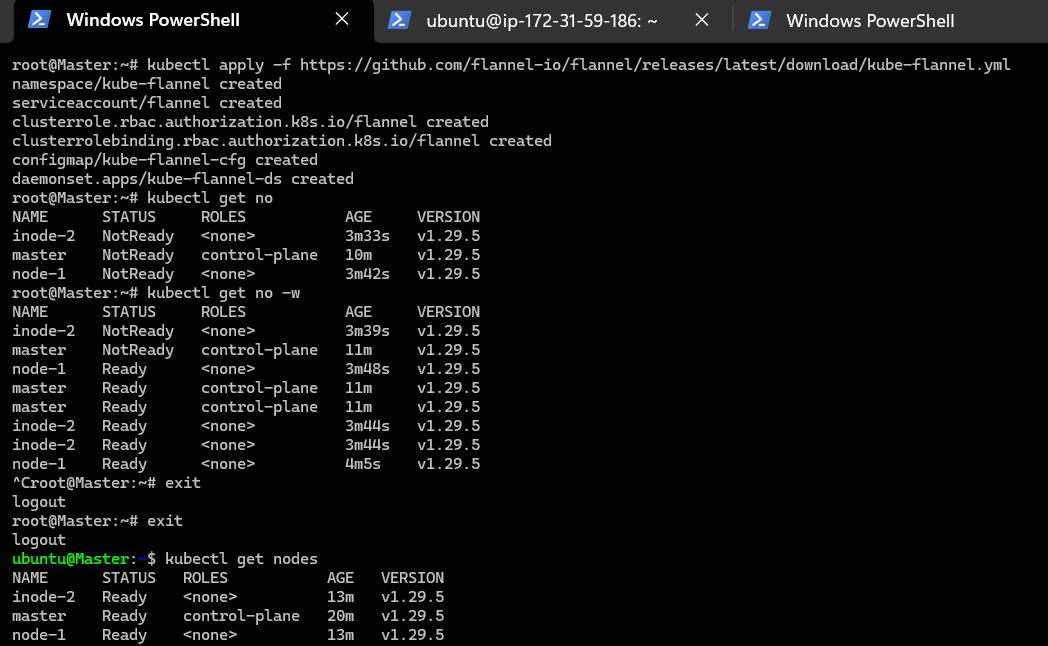 Windows PowerShell
ubuntu@ip-172-31-59-186: ~
Windows PowerShell
root@Master:~# kubectl apply -f https://github.com/flannel-io/flannel/releases/latest/download/kube-flannel.yml
namespace/kube-flannel created
serviceaccount/flannel created
clusterrole.rbac.authorization.k8s.io/flannel created
clusterrolebinding.rbac.authorization.k8s.io/flannel created
configmap/kube-flannel-cfg created
daemonset.apps/kube-flannel-ds created
root@Master:~# kubectl get no
NAME STATUS ROLES AGE VERSION
inode-2 NotReady <none> 3m33s v1.29.5
master NotReady control-plane 10m v1.29.5
node-1 NotReady <none> 3m42s v1.29.5
root@Master:~# kubectl get no -w
NAME STATUS ROLES AGE VERSION
inode-2 NotReady <none> 3m39s v1.29.5
master NotReady control-plane 11m v1.29.5
node-1 Ready <none> 3m48s v1.29.5
master Ready control-plane 11m v1.29.5
master Ready control-plane 11m v1.29.5
inode-2 Ready <none> 3m44s v1.29.5
inode-2 Ready <none> 3m44s v1.29.5
node-1 Ready <none> 4m5s v1.29.5
^Croot@Master:~# exit
logout
root@Master:~# exit
logout
ubuntu@Master:~$ kubectl get nodes
NAME STATUS ROLES AGE VERSION
inode-2 Ready <none> 13m v1.29.5
master Ready control-plane 20m v1.29.5
node-1 Ready <none> 13m v1.29.5